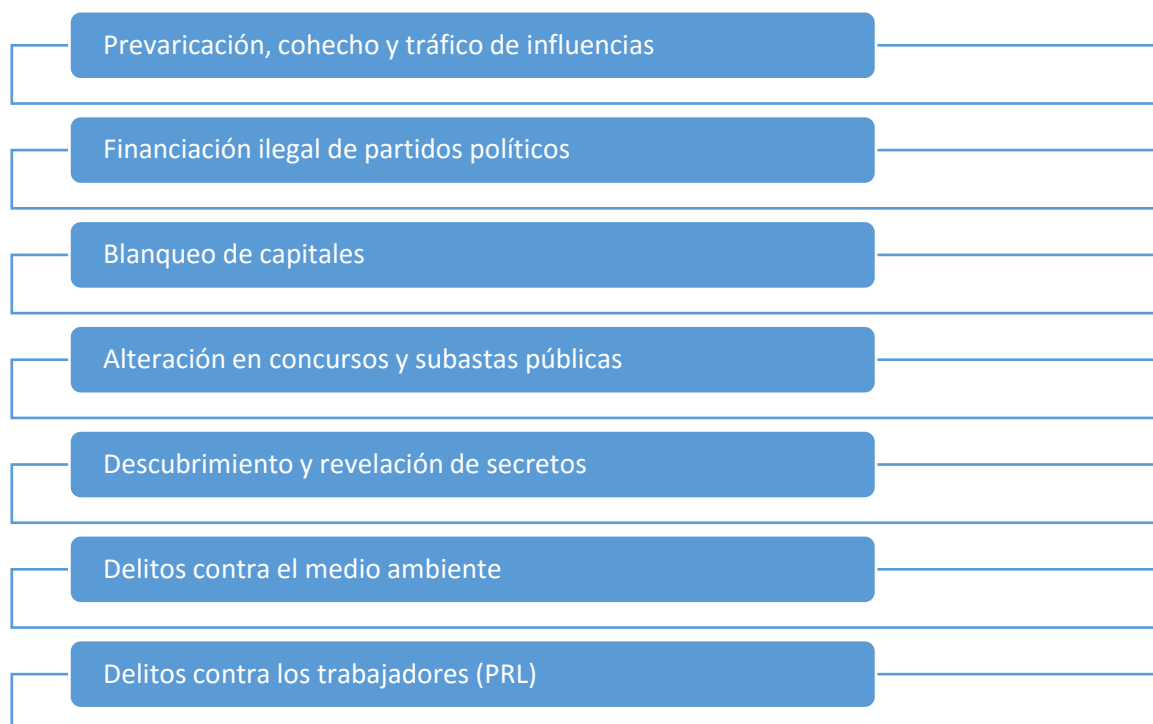 Prevaricación, cohecho y tráfico de influencias
Financiación ilegal de partidos políticos
Blanqueo de capitales
Alteración en concursos y subastas públicas
Descubrimiento y revelación de secretos
Delitos contra el medio ambiente
Delitos contra los trabajadores (PRL)